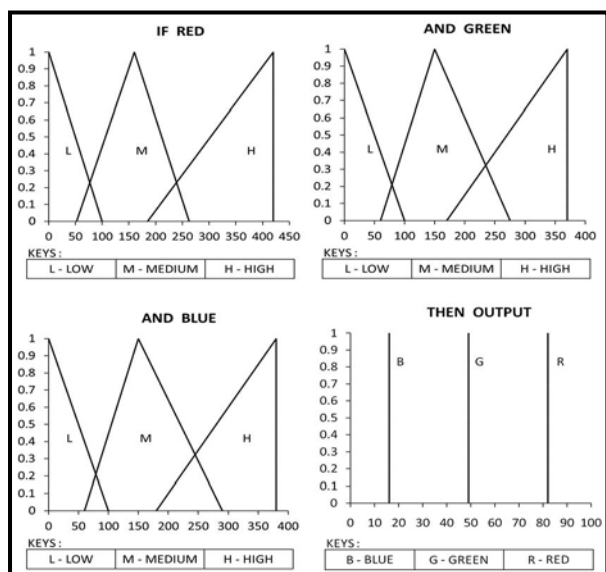 IF RED
1
0.9
0.8
0.7
0.6
0.5
0.4
0.3
0.2
0.1
0
L
M
H
0 50 100 150 200 250 300 350 400 450
KEYS :
L - LOW M - MEDIUM H - HIGH
AND GREEN
1
0.9
0.8
0.7
0.6
0.5
0.4
0.3
0.2
0.1
0
L
M
H
0 50 100 150 200 250 300 350 400
KEYS :
L - LOW M - MEDIUM H - HIGH
AND BLUE
1
0.9
0.8
0.7
0.6
0.5
0.4
0.3
0.2
0.1
0
L
M
H
0 50 100 150 200 250 300 350 400
KEYS :
L - LOW M - MEDIUM H - HIGH
THEN OUTPUT
1
0.9
0.8
0.7
0.6
0.5
0.4
0.3
0.2
0.1
0
B
G
R
0 10 20 30 40 50 60 70 80 90 100
KEYS :
B - BLUE G - GREEN R - RED